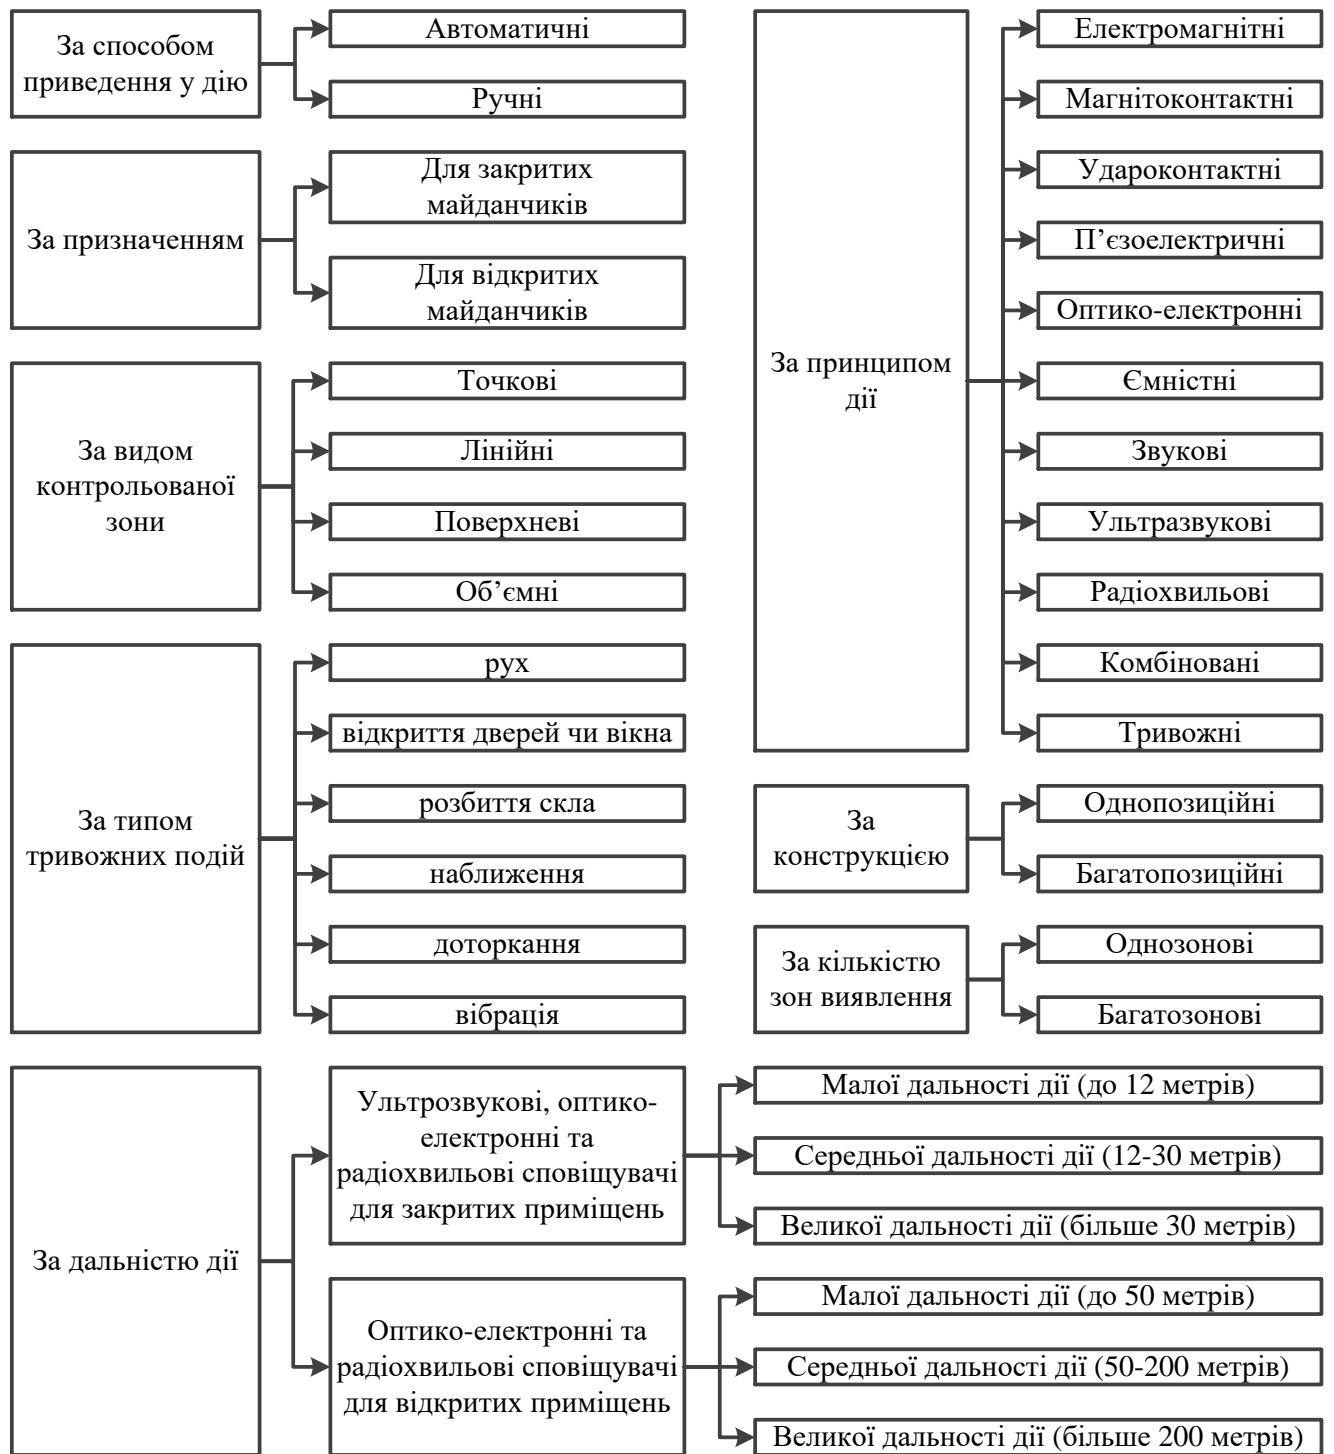 За способом
приведення у дію
Автоматичні
Ручні
За призначенням
Для закритих
майданчиків
Для відкритих
майданчиків
За видом
контрольованої
зони
Точкові
Лінійні
Поверхневі
Об’ємні
За типом
тривожних подій
рух
відкриття дверей чи вікна
розбиття скла
наближення
доторкання
вібрація
За принципом
дії
Електромагнітні
Магнітоконтактні
Удароконтактні
П’єзоелектричні
Оптико-електронні
Ємністні
Звукові
Ультразвукові
Радіохвильові
Комбіновані
Тривожні
За
конструкцією
Однопозиційні
Багатопозиційні
За кількістю
зон виявлення
Однозонові
Багатозонові
За дальністю дії
Ультрозвукові, оптико-
електронні та
радіохвильові сповіщувачі
для закритих приміщень
Малої дальності дії (до 12 метрів)
Середньої дальності дії (12-30 метрів)
Великої дальності дії (більше 30 метрів)
Оптико-електронні та
радіохвильові сповіщувачі
для відкритих приміщень
Малої дальності дії (до 50 метрів)
Середньої дальності дії (50-200 метрів)
Великої дальності дії (більше 200 метрів)